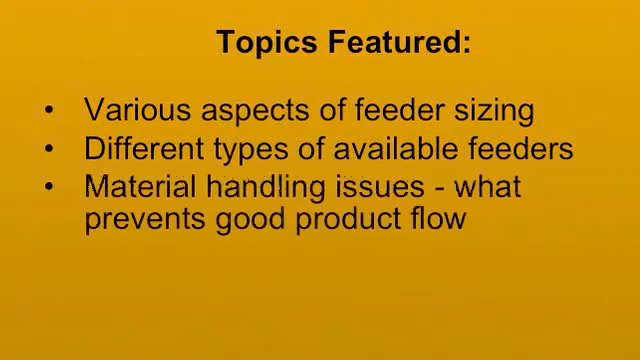 Topics Featured:
• Various aspects of feeder sizing
• Different types of available feeders
• Material handling issues - what
prevents good product flow